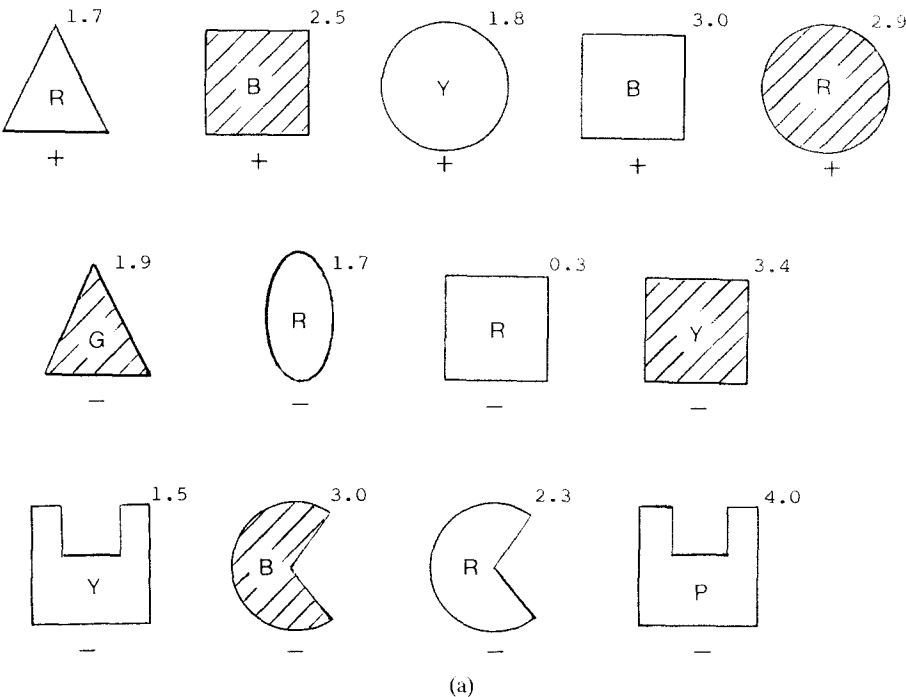 1.7 2.5 1.8 3.0 2.9
R B Y B R
+ + + + +
1.9 1.7 0.3 3.4
G R R Y
− − − −
1.5 3.0 2.3 4.0
Y B R P
− − − −
(a)